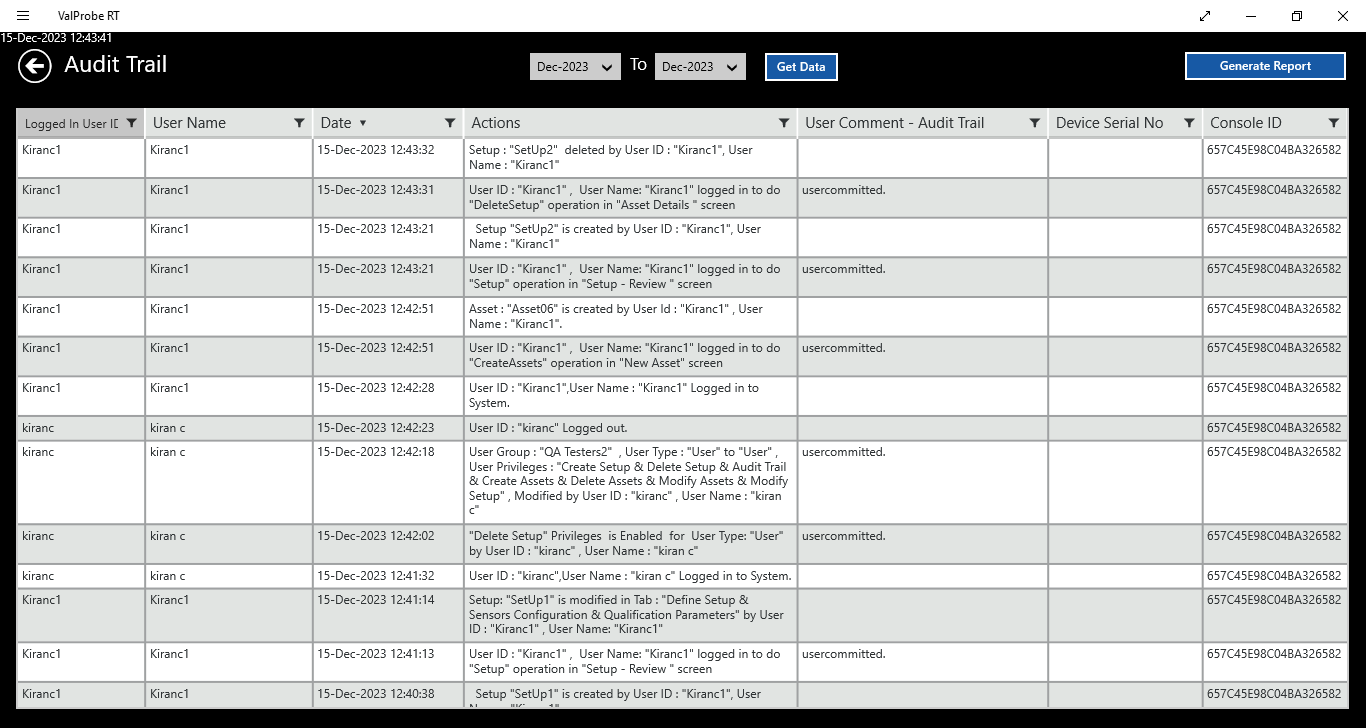 ValProbe RT
15-Dec-2023 12:43:41
Audit Trail
Dec-2023 To Dec-2023 Get Data Generate Report
Logged In User ID User Name Date Actions User Comment - Audit Trail Device Serial No Console ID
Kiranc1 Kiranc1 15-Dec-2023 12:43:32 Setup : "SetUp2"  deleted by User ID : "Kiranc1", User 657C45E98C04BA326582
Name : "Kiranc1"
Kiranc1 Kiranc1 15-Dec-2023 12:43:31 User ID : "Kiranc1" ,  User Name: "Kiranc1" logged in to do usercommitted. 657C45E98C04BA326582
"DeleteSetup" operation in "Asset Details " screen
Kiranc1 Kiranc1 15-Dec-2023 12:43:21 Setup "SetUp2" is created by User ID : "Kiranc1", User 657C45E98C04BA326582
Name : "Kiranc1"
Kiranc1 Kiranc1 15-Dec-2023 12:43:21 User ID : "Kiranc1" ,  User Name: "Kiranc1" logged in to do usercommitted. 657C45E98C04BA326582
"Setup" operation in "Setup - Review " screen
Kiranc1 Kiranc1 15-Dec-2023 12:42:51 Asset : "Asset06" is created by User Id : "Kiranc1" , User 657C45E98C04BA326582
Name : "Kiranc1".
Kiranc1 Kiranc1 15-Dec-2023 12:42:51 User ID : "Kiranc1" ,  User Name: "Kiranc1" logged in to do usercommitted. 657C45E98C04BA326582
"CreateAssets" operation in "New Asset" screen
Kiranc1 Kiranc1 15-Dec-2023 12:42:28 User ID : "Kiranc1",User Name : "Kiranc1" Logged in to 657C45E98C04BA326582
System.
kiranc kiran c 15-Dec-2023 12:42:23 User ID : "kiranc" Logged out. 657C45E98C04BA326582
kiranc kiran c 15-Dec-2023 12:42:18 User Group : "QA Testers2"  , User Type : "User" to "User" , usercommitted. 657C45E98C04BA326582
User Privileges : "Create Setup & Delete Setup & Audit Trail
& Create Assets & Delete Assets & Modify Assets & Modify
Setup" , Modified by User ID : "kiranc" , User Name : "kiran
c"
kiranc kiran c 15-Dec-2023 12:42:02 "Delete Setup" Privileges  is Enabled  for  User Type: "User" usercommitted. 657C45E98C04BA326582
by User ID : "kiranc" , User Name : "kiran c"
kiranc kiran c 15-Dec-2023 12:41:32 User ID : "kiranc",User Name : "kiran c" Logged in to System. 657C45E98C04BA326582
Kiranc1 Kiranc1 15-Dec-2023 12:41:14 Setup: "SetUp1" is modified in Tab : "Define Setup & 657C45E98C04BA326582
Sensors Configuration & Qualification Parameters" by User
ID : "Kiranc1" , User Name: "Kiranc1"
Kiranc1 Kiranc1 15-Dec-2023 12:41:13 User ID : "Kiranc1" ,  User Name: "Kiranc1" logged in to do usercommitted. 657C45E98C04BA326582
"Setup" operation in "Setup - Review " screen
Kiranc1 Kiranc1 15-Dec-2023 12:40:38 Setup "SetUp1" is created by User ID : "Kiranc1", User 657C45E98C04BA326582